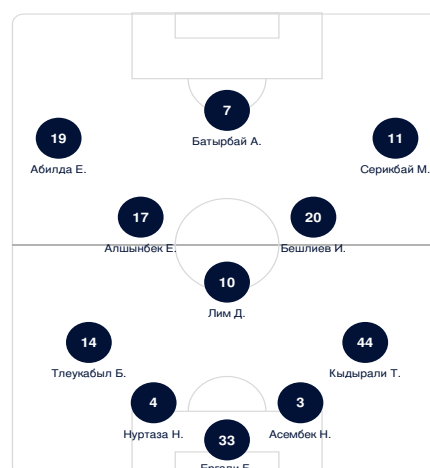 7
Батырбай А.
19
Абилда Е.
11
Серикбай М.
17
Алшынбек Е.
20
Бешлиев И.
10
Лим Д.
14
Тлеукабыл Б.
44
Кыдырали Т.
4
Нуртаза Н.
3
Асембек Н.
33